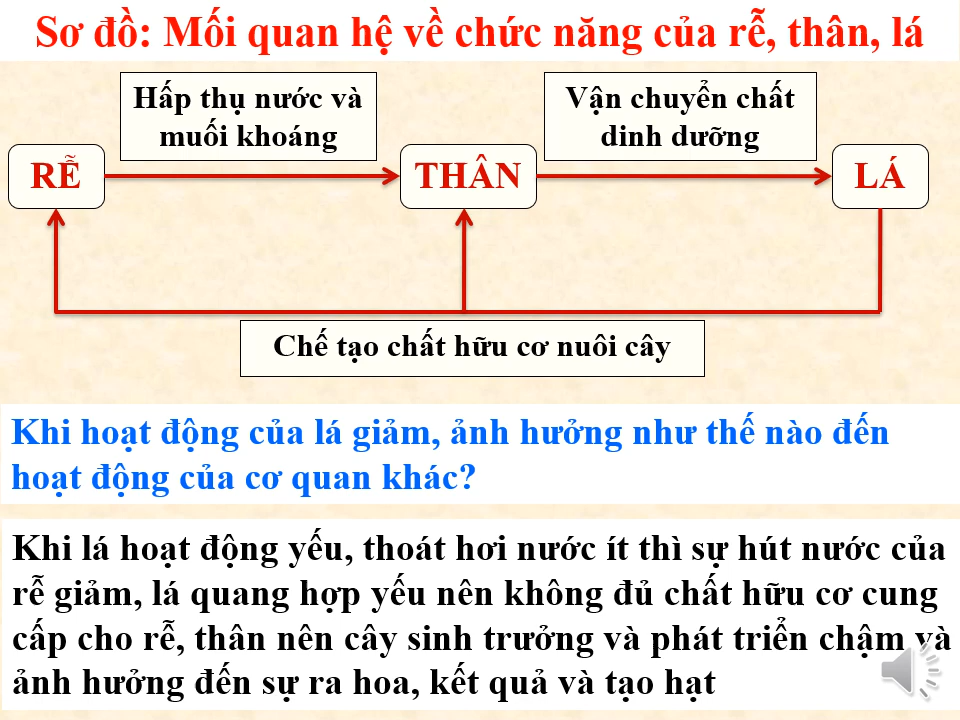 Sơ đồ: Mối quan hệ về chức năng của rễ, thân, lá
Hấp thụ nước và
muối khoáng
Vận chuyển chất
dinh dưỡng
RỄ
THÂN
LÁ
Chế tạo chất hữu cơ nuôi cây
Khi hoạt động của lá giảm, ảnh hưởng như thế nào đến
hoạt động của cơ quan khác?
Khi lá hoạt động yếu, thoát hơi nước ít thì sự hút nước của
rễ giảm, lá quang hợp yếu nên không đủ chất hữu cơ cung
cấp cho rễ, thân nên cây sinh trưởng và phát triển chậm và
ảnh hưởng đến sự ra hoa, kết quả và tạo hạt